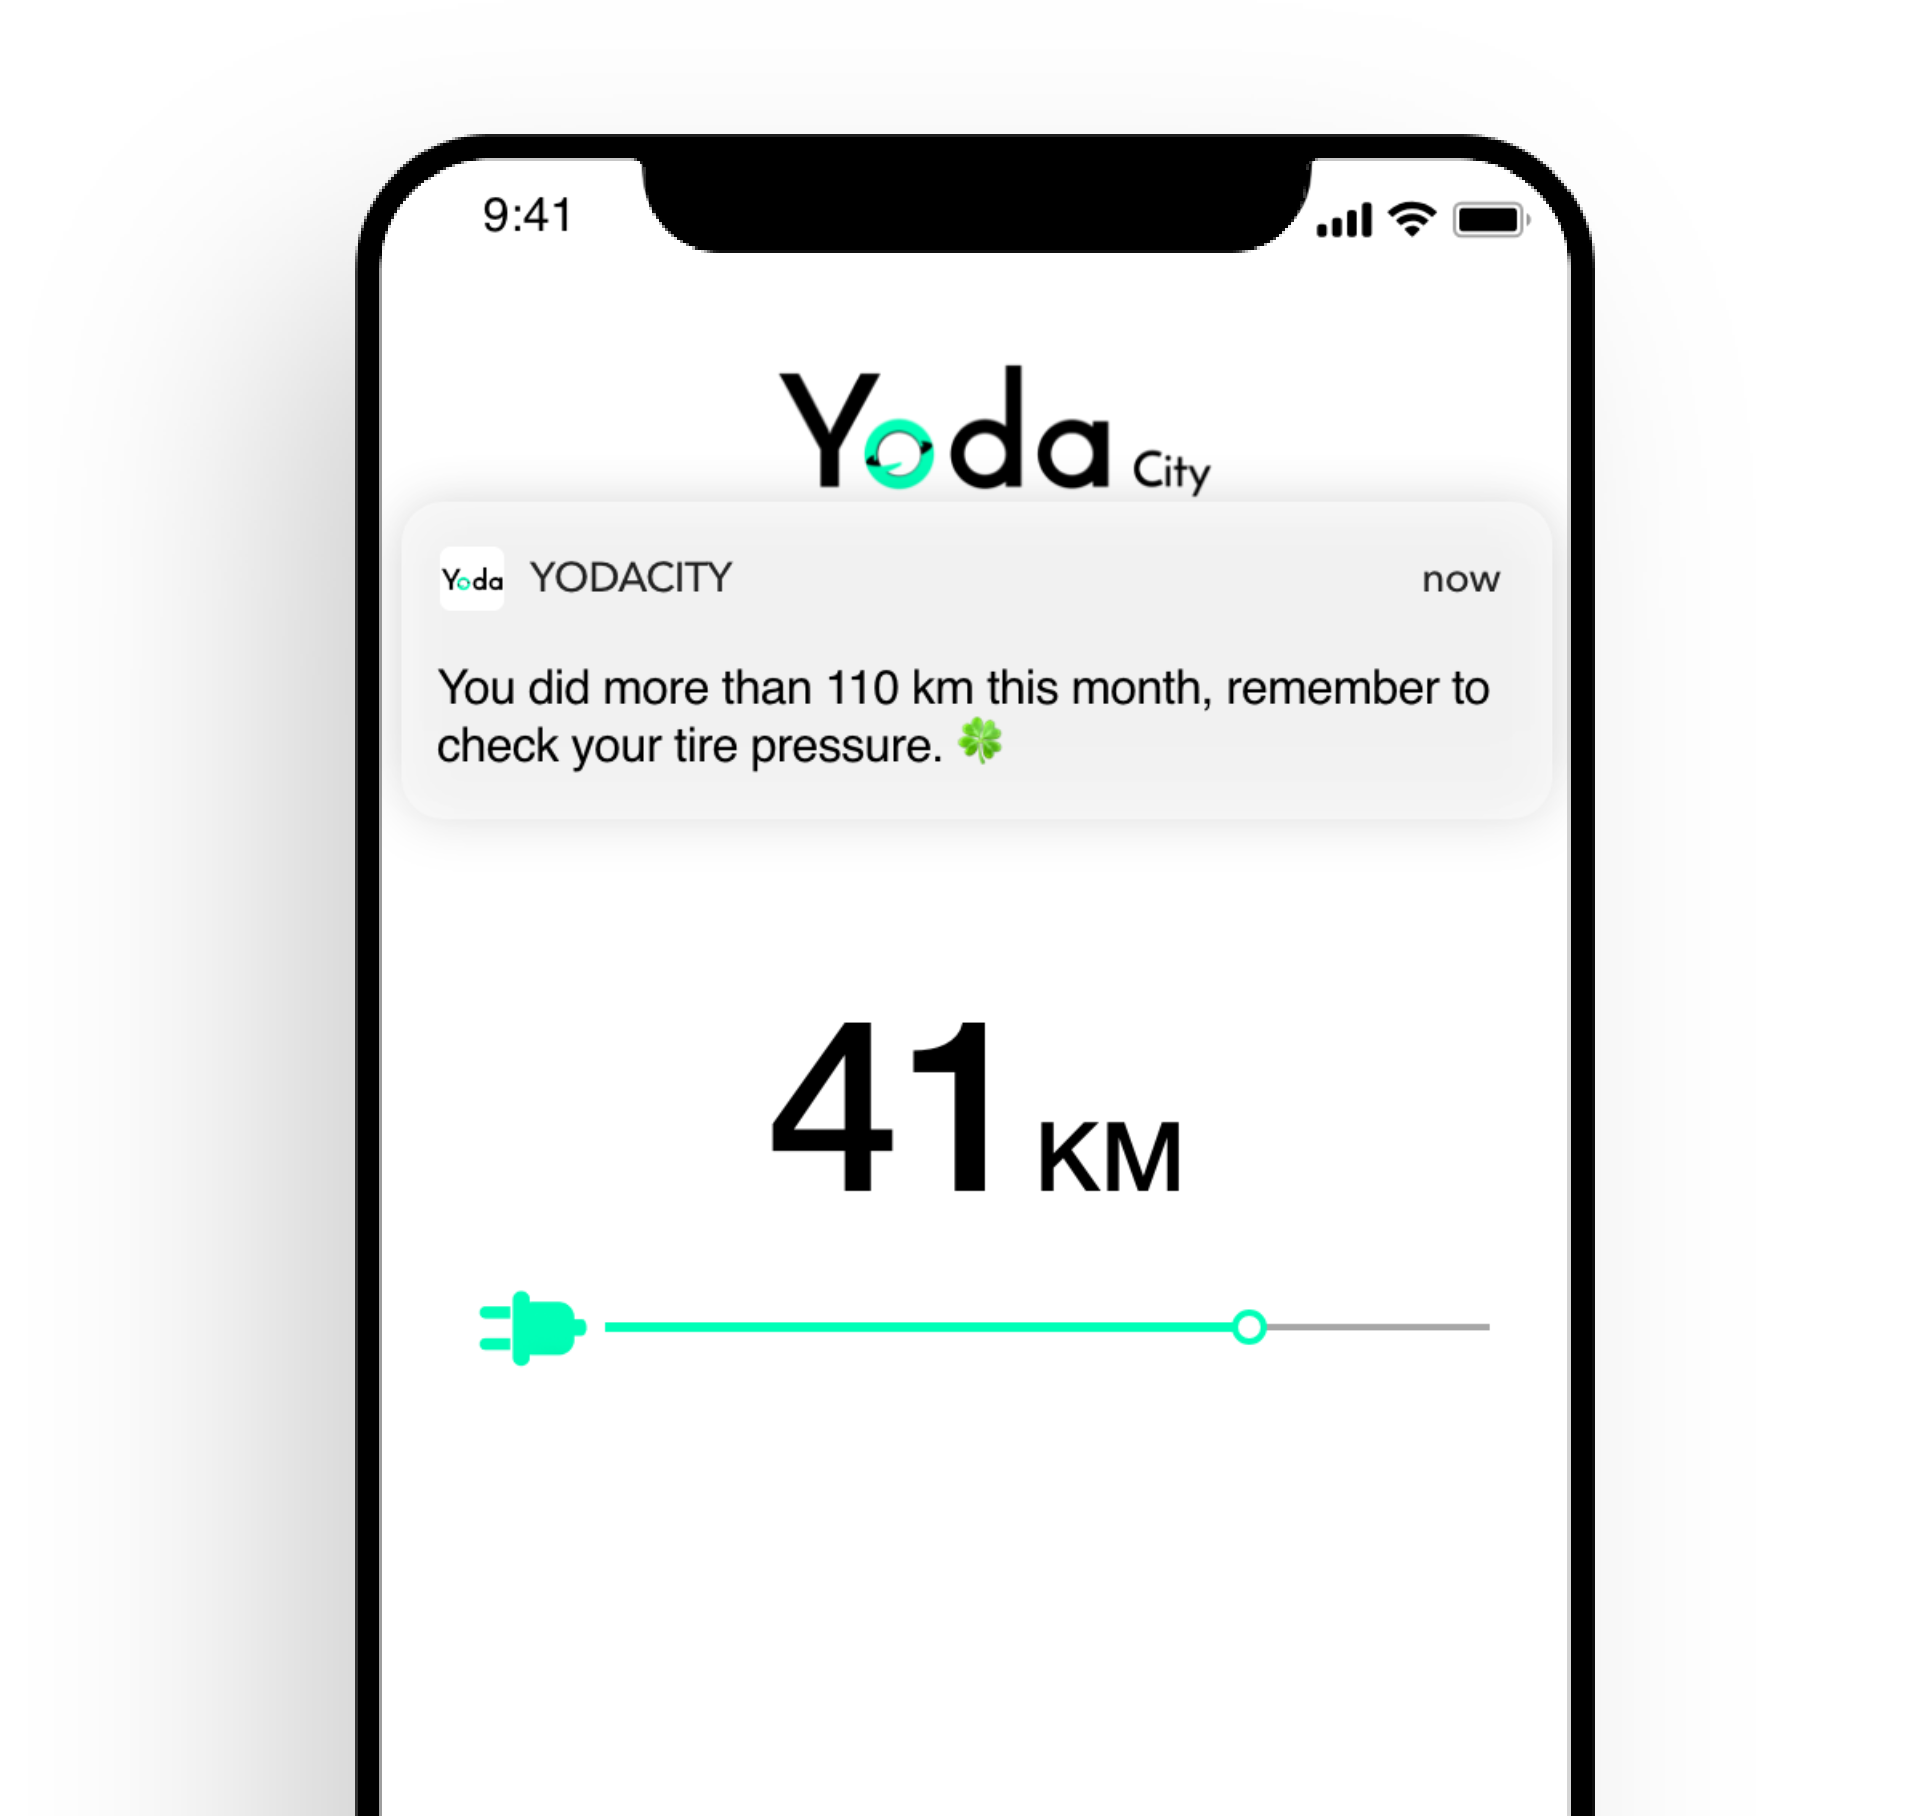 9:41
Yoda City
Yoda YODACITY now
You did more than 110 km this month, remember to
check your tire pressure. 🍀
41 KM